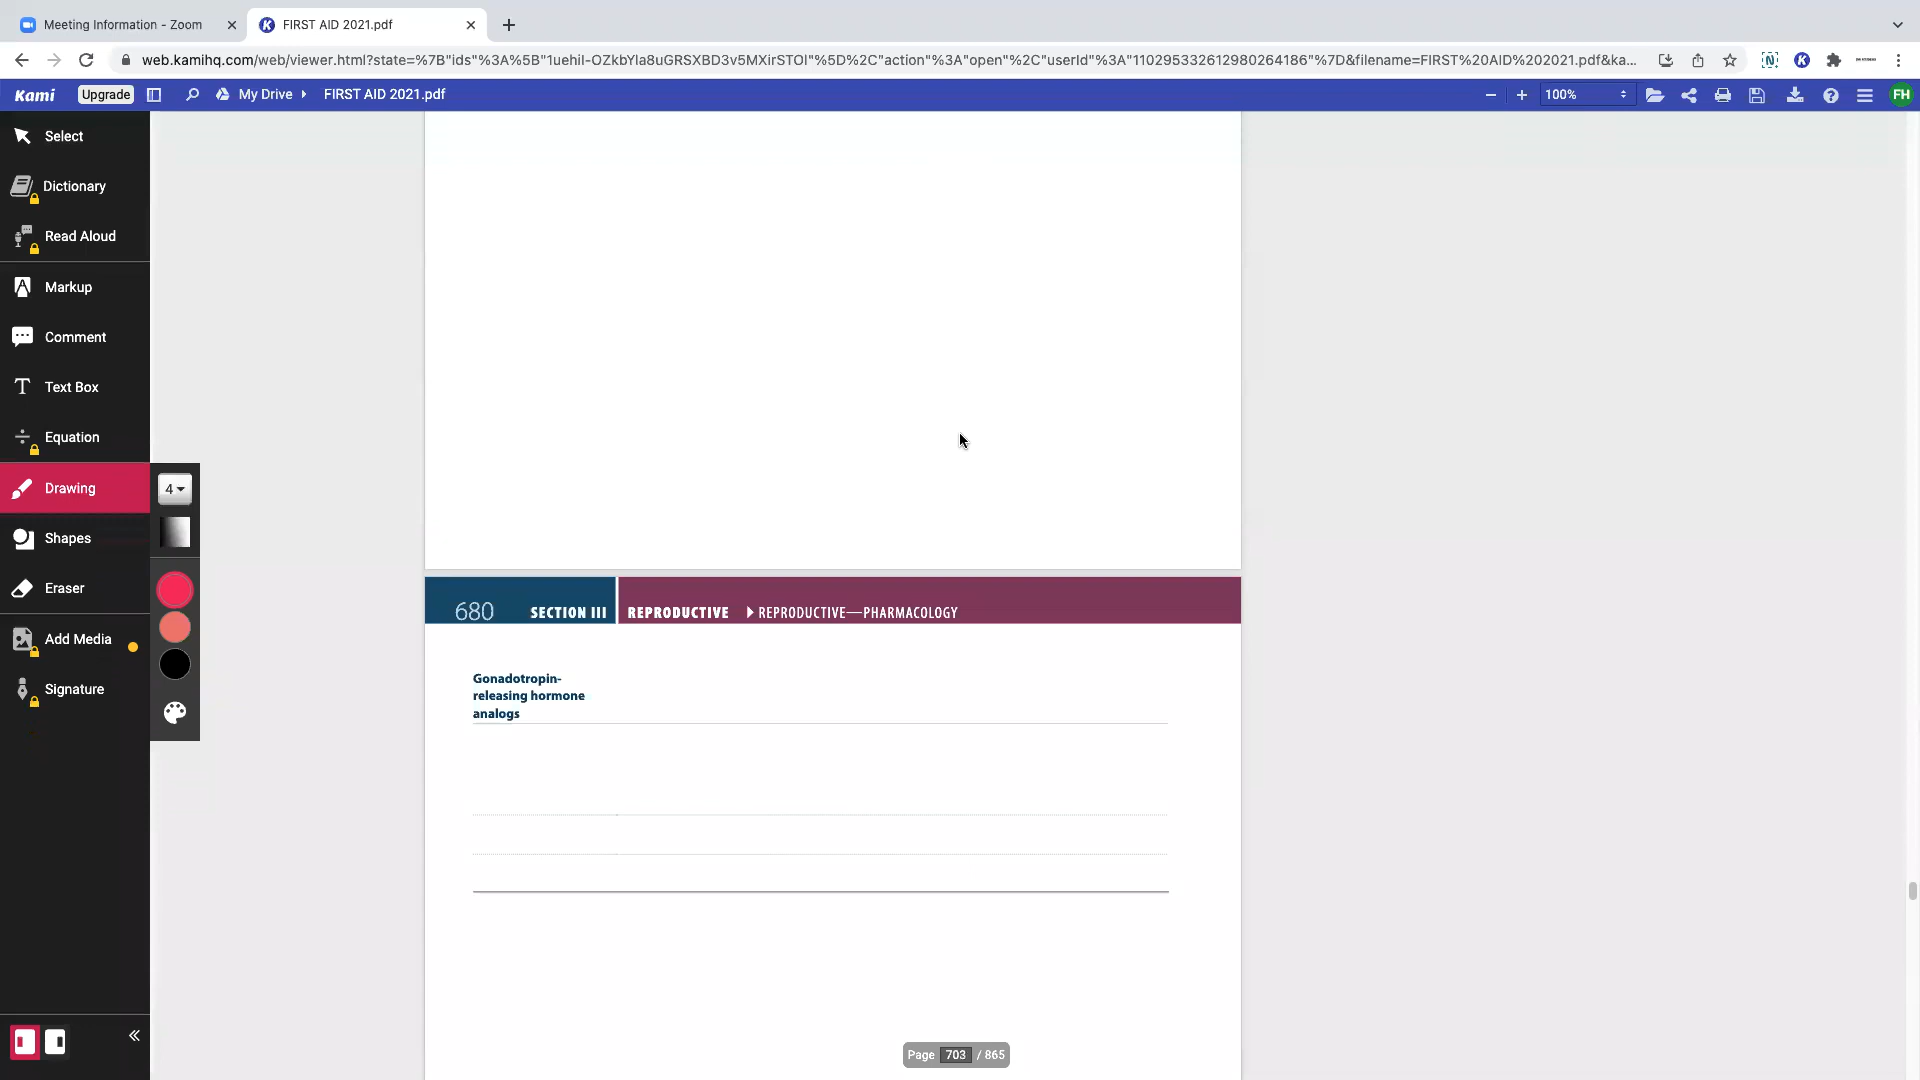 Meeting Information - Zoom
FIRST AID 2021.pdf
web.kamihq.com/web/viewer.html?state=%7B"ids"%3A%5B"1uehiI-OZkbYla8uGRSXBD3v5MXirSTOl"%5D%2C"action"%3A"open"%2C"userId"%3A"110295332612980264186"%7D&filename=FIRST%20AID%202021.pdf&ka...
Kami
Upgrade
My Drive
FIRST AID 2021.pdf
100%
FH
Select
Dictionary
Read Aloud
Markup
Comment
Text Box
Equation
Drawing
4
Shapes
Eraser
Add Media
Signature
680 SECTION III REPRODUCTIVE REPRODUCTIVE—PHARMACOLOGY
Gonadotropin-
releasing hormone
analogs
Page 703 / 865